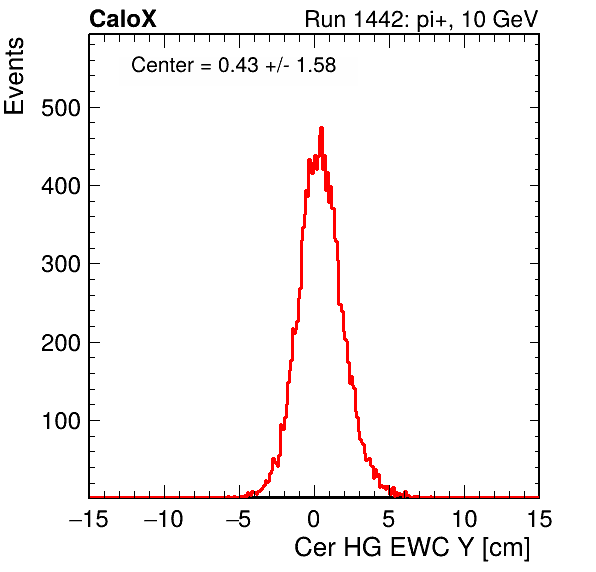 CaloX Run 1442: pi+, 10 GeV
Events
Center = 0.43 +/- 1.58
500
400
300
200
100
−15 −10 −5 0 5 10 15
Cer HG EWC Y [cm]